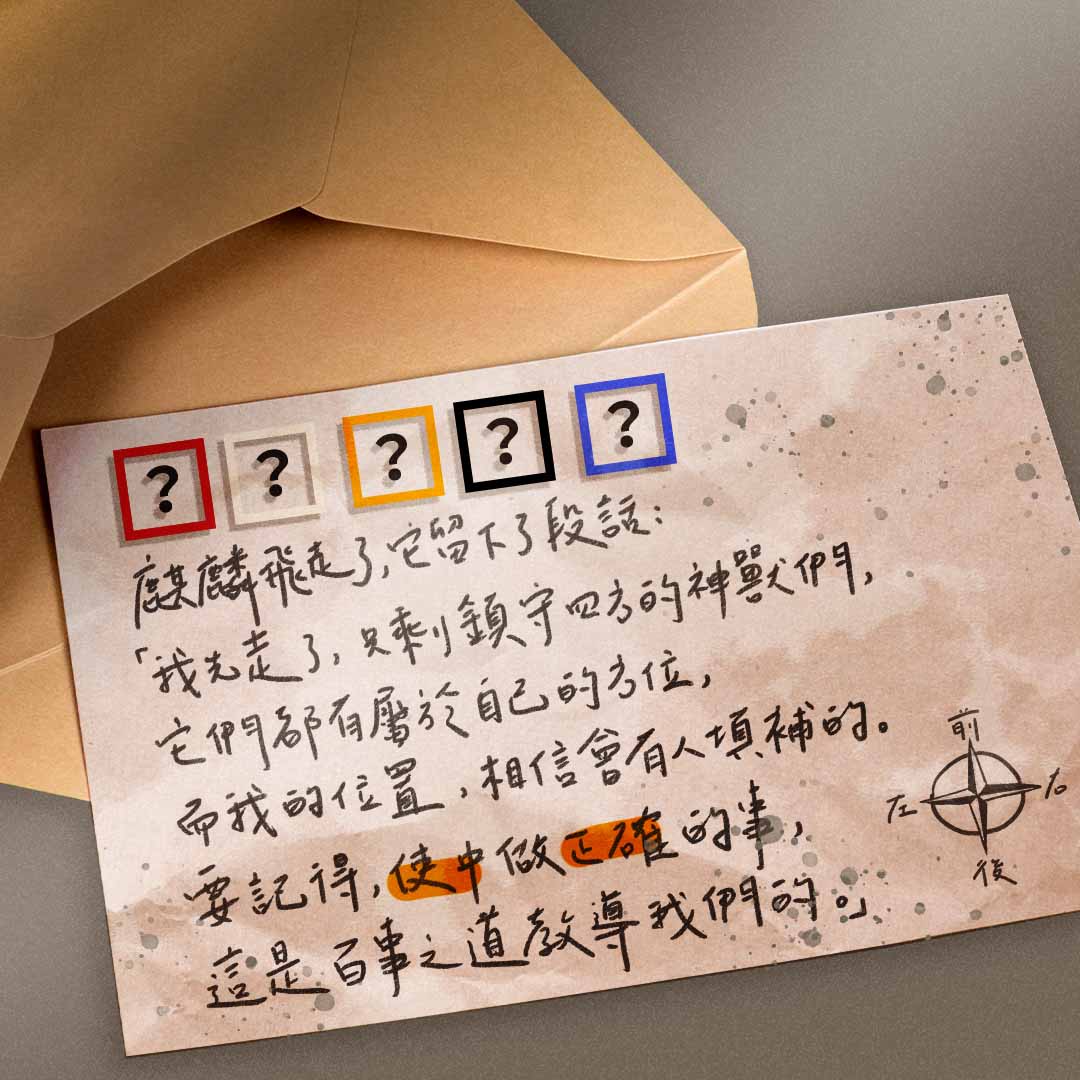 ? ? ? ? ?
麒麟飛走了,它留下了段話:
「我先走了,只剩鎮守四方的神獸們,
它們都有屬於自己的方位,
而我的位置,相信會有人填補的。
要記得,使中做正確的事,
這是百事之道教導我們的。」
前
左 右
後